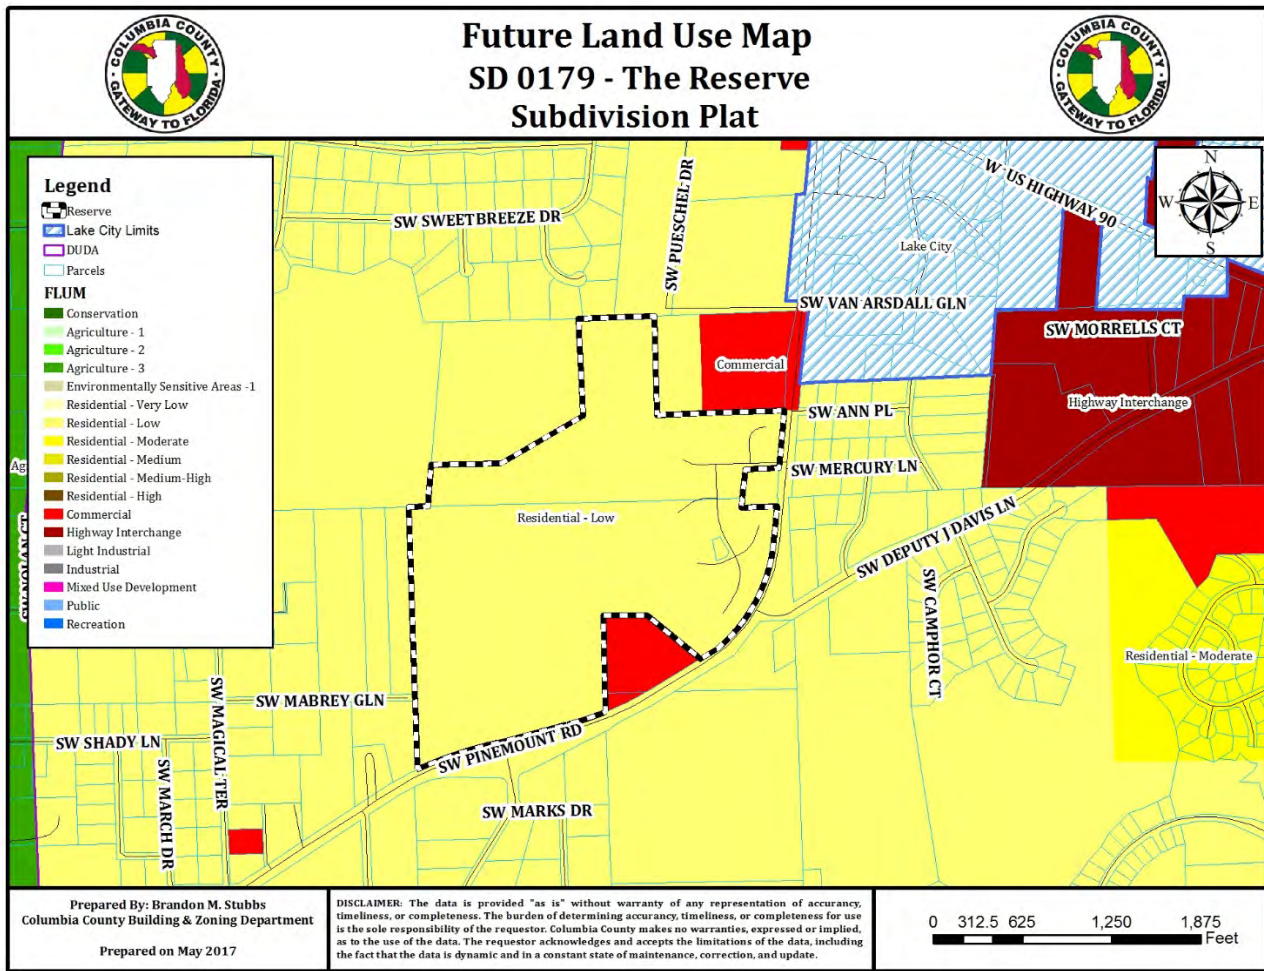 Future Land Use Map
SD 0179 - The Reserve
Subdivision Plat
COLUMBIA COUNTY
GATEWAY TO FLORIDA
COLUMBIA COUNTY
GATEWAY TO FLORIDA
Legend
Reserve
Lake City Limits
DUDA
Parcels
FLUM
Conservation
Agriculture - 1
Agriculture - 2
Agriculture - 3
Environmentally Sensitive Areas -1
Residential - Very Low
Residential - Low
Residential - Moderate
Residential - Medium
Residential - Medium-High
Residential - High
Commercial
Highway Interchange
Light Industrial
Industrial
Mixed Use Development
Public
Recreation
N
W
E
S
W US HIGHWAY 90
SW SWEETBREEZE DR
SW PUESCHEL DR
Lake City
SW VAN ARSDALL GLN
SW MORRELLS CT
Commercial
Highway Interchange
SW ANN PL
SW MERCURY LN
Ag
Residential - Low
SW DEPUTY J DAVIS LN
SW NOLAN CT
SW CAMPHOR CT
Residential - Moderate
SW MABREY GLN
SW MAGICAL TER
SW SHADY LN
SW PINEMOUNT RD
SW MARCH DR
SW MARKS DR
Prepared By: Brandon M. Stubbs
Columbia County Building & Zoning Department
Prepared on May 2017
DISCLAIMER: The data is provided "as is" without warranty of any representation of accurancy,
timeliness, or completeness. The burden of determining accurancy, timeliness, or completeness for use
is the sole responsibility of the requestor. Columbia County makes no warranties, expressed or implied,
as to the use of the data. The requestor acknowledges and accepts the limitations of the data, including
the fact that the data is dynamic and in a constant state of maintenance, correction, and update.
0 312.5 625 1,250 1,875
Feet